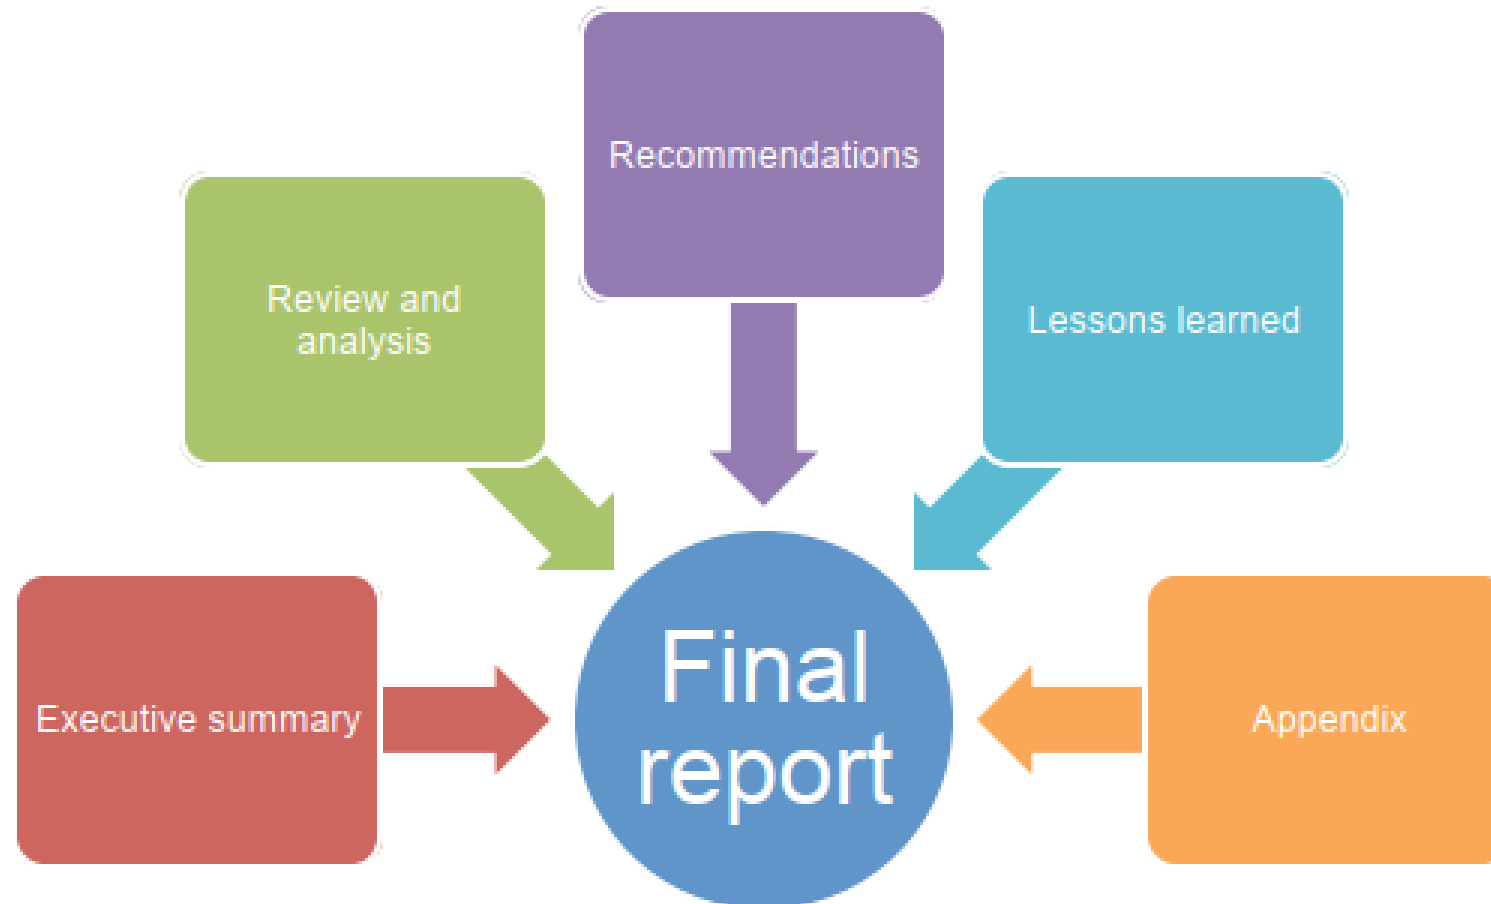 Recommendations
Review and
analysis
Lessons learned
Executive summary
Final
report
Appendix